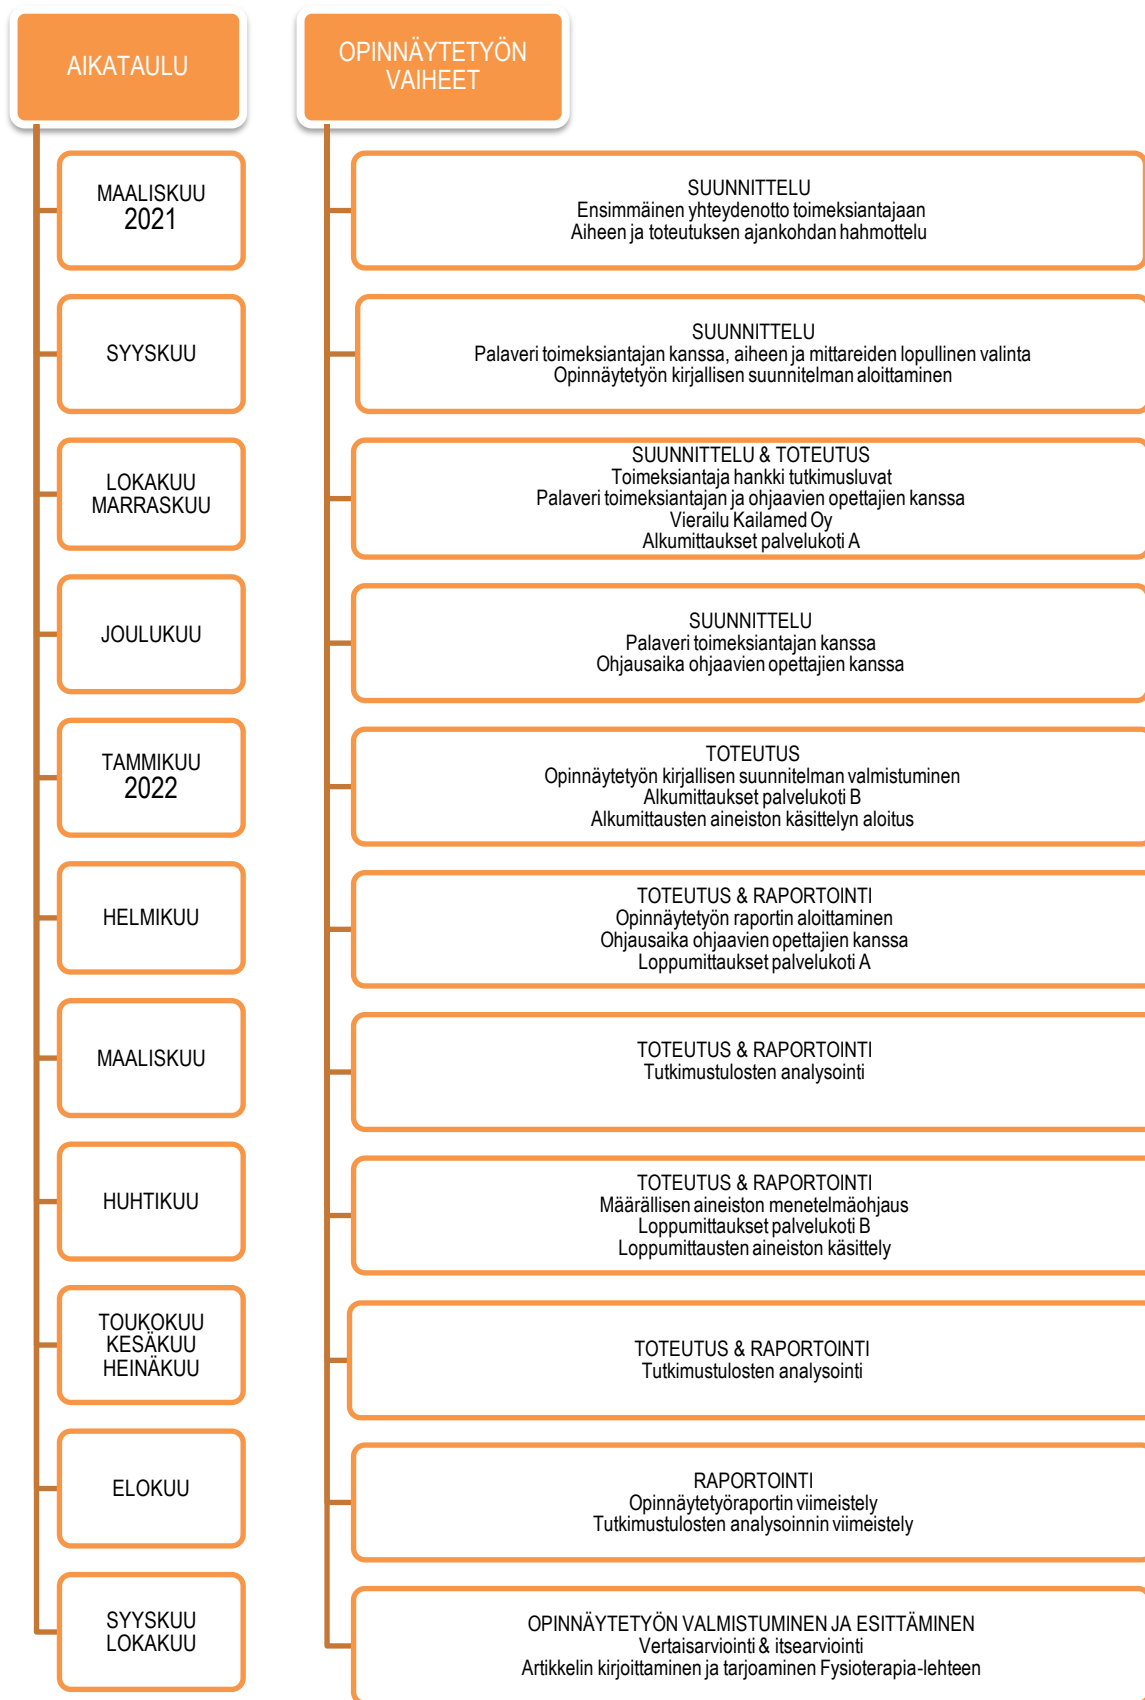 AIKATAULU
OPINNÄYTETYÖN
VAIHEET
MAALISKUU
2021
SUUNNITTELU
Ensimmäinen yhteydenotto toimeksiantajaan
Aiheen ja toteutuksen ajankohdan hahmottelu
SYYSKUU
SUUNNITTELU
Palaveri toimeksiantajan kanssa, aiheen ja mittareiden lopullinen valinta
Opinnäytetyön kirjallisen suunnitelman aloittaminen
LOKAKUU
MARRASKUU
SUUNNITTELU & TOTEUTUS
Toimeksiantaja hankki tutkimusluvat
Palaveri toimeksiantajan ja ohjaavien opettajien kanssa
Vierailu Kailamed Oy
Alkumittaukset palvelukoti A
JOULUKUU
SUUNNITTELU
Palaveri toimeksiantajan kanssa
Ohjausaika ohjaavien opettajien kanssa
TAMMIKUU
2022
TOTEUTUS
Opinnäytetyön kirjallisen suunnitelman valmistuminen
Alkumittaukset palvelukoti B
Alkumittausten aineiston käsittelyn aloitus
HELMIKUU
TOTEUTUS & RAPORTOINTI
Opinnäytetyön raportin aloittaminen
Ohjausaika ohjaavien opettajien kanssa
Loppumittaukset palvelukoti A
MAALISKUU
TOTEUTUS & RAPORTOINTI
Tutkimustulosten analysointi
HUHTIKUU
TOTEUTUS & RAPORTOINTI
Määrällisen aineiston menetelmäohjaus
Loppumittaukset palvelukoti B
Loppumittausten aineiston käsittely
TOUKOKUU
KESÄKUU
HEINÄKUU
TOTEUTUS & RAPORTOINTI
Tutkimustulosten analysointi
ELOKUU
RAPORTOINTI
Opinnäytetyöraportin viimeistely
Tutkimustulosten analysoinnin viimeistely
SYYSKUU
LOKAKUU
OPINNÄYTETYÖN VALMISTUMINEN JA ESITTÄMINEN
Vertaisarviointi & itsearviointi
Artikkelin kirjoittaminen ja tarjoaminen Fysioterapia-lehteen